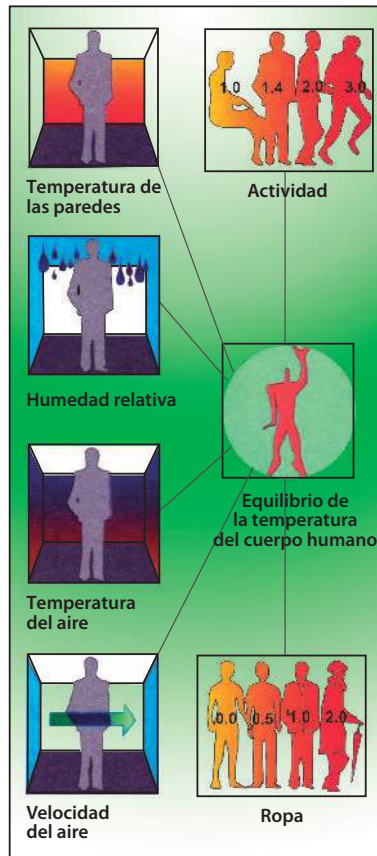 1.0 1.4 2.0 3.0
Temperatura de
las paredes
Actividad
Humedad relativa
Equilibrio de
la temperatura
del cuerpo humano
Temperatura
del aire
0.0 0.5 1.0 2.0
Velocidad
del aire
Ropa